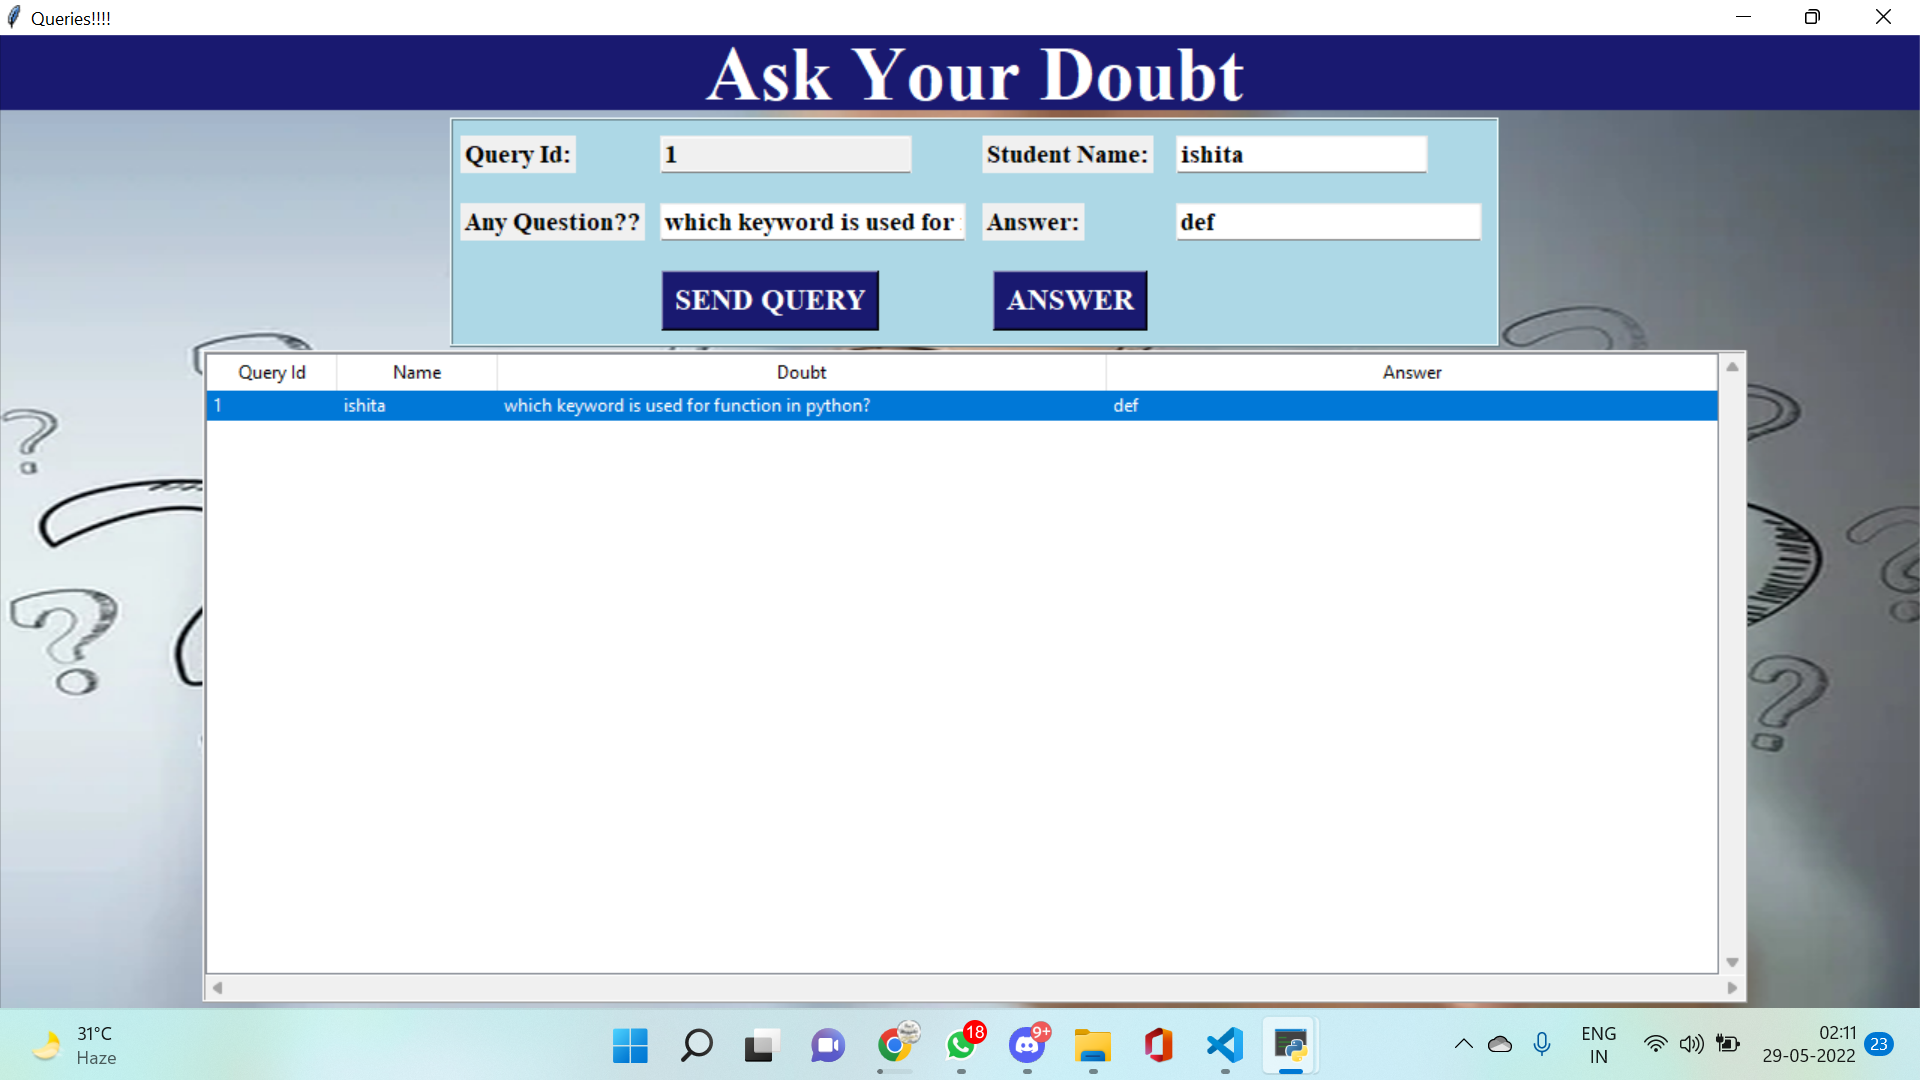 Queries!!!!
Ask Your Doubt
Query Id: 1 Student Name: ishita
Any Question?? which keyword is used for Answer: def
SEND QUERY ANSWER
Query Id Name Doubt Answer
1 ishita which keyword is used for function in python? def
31°C
Haze
18
9+
ENG
IN
02:11
29-05-2022
23